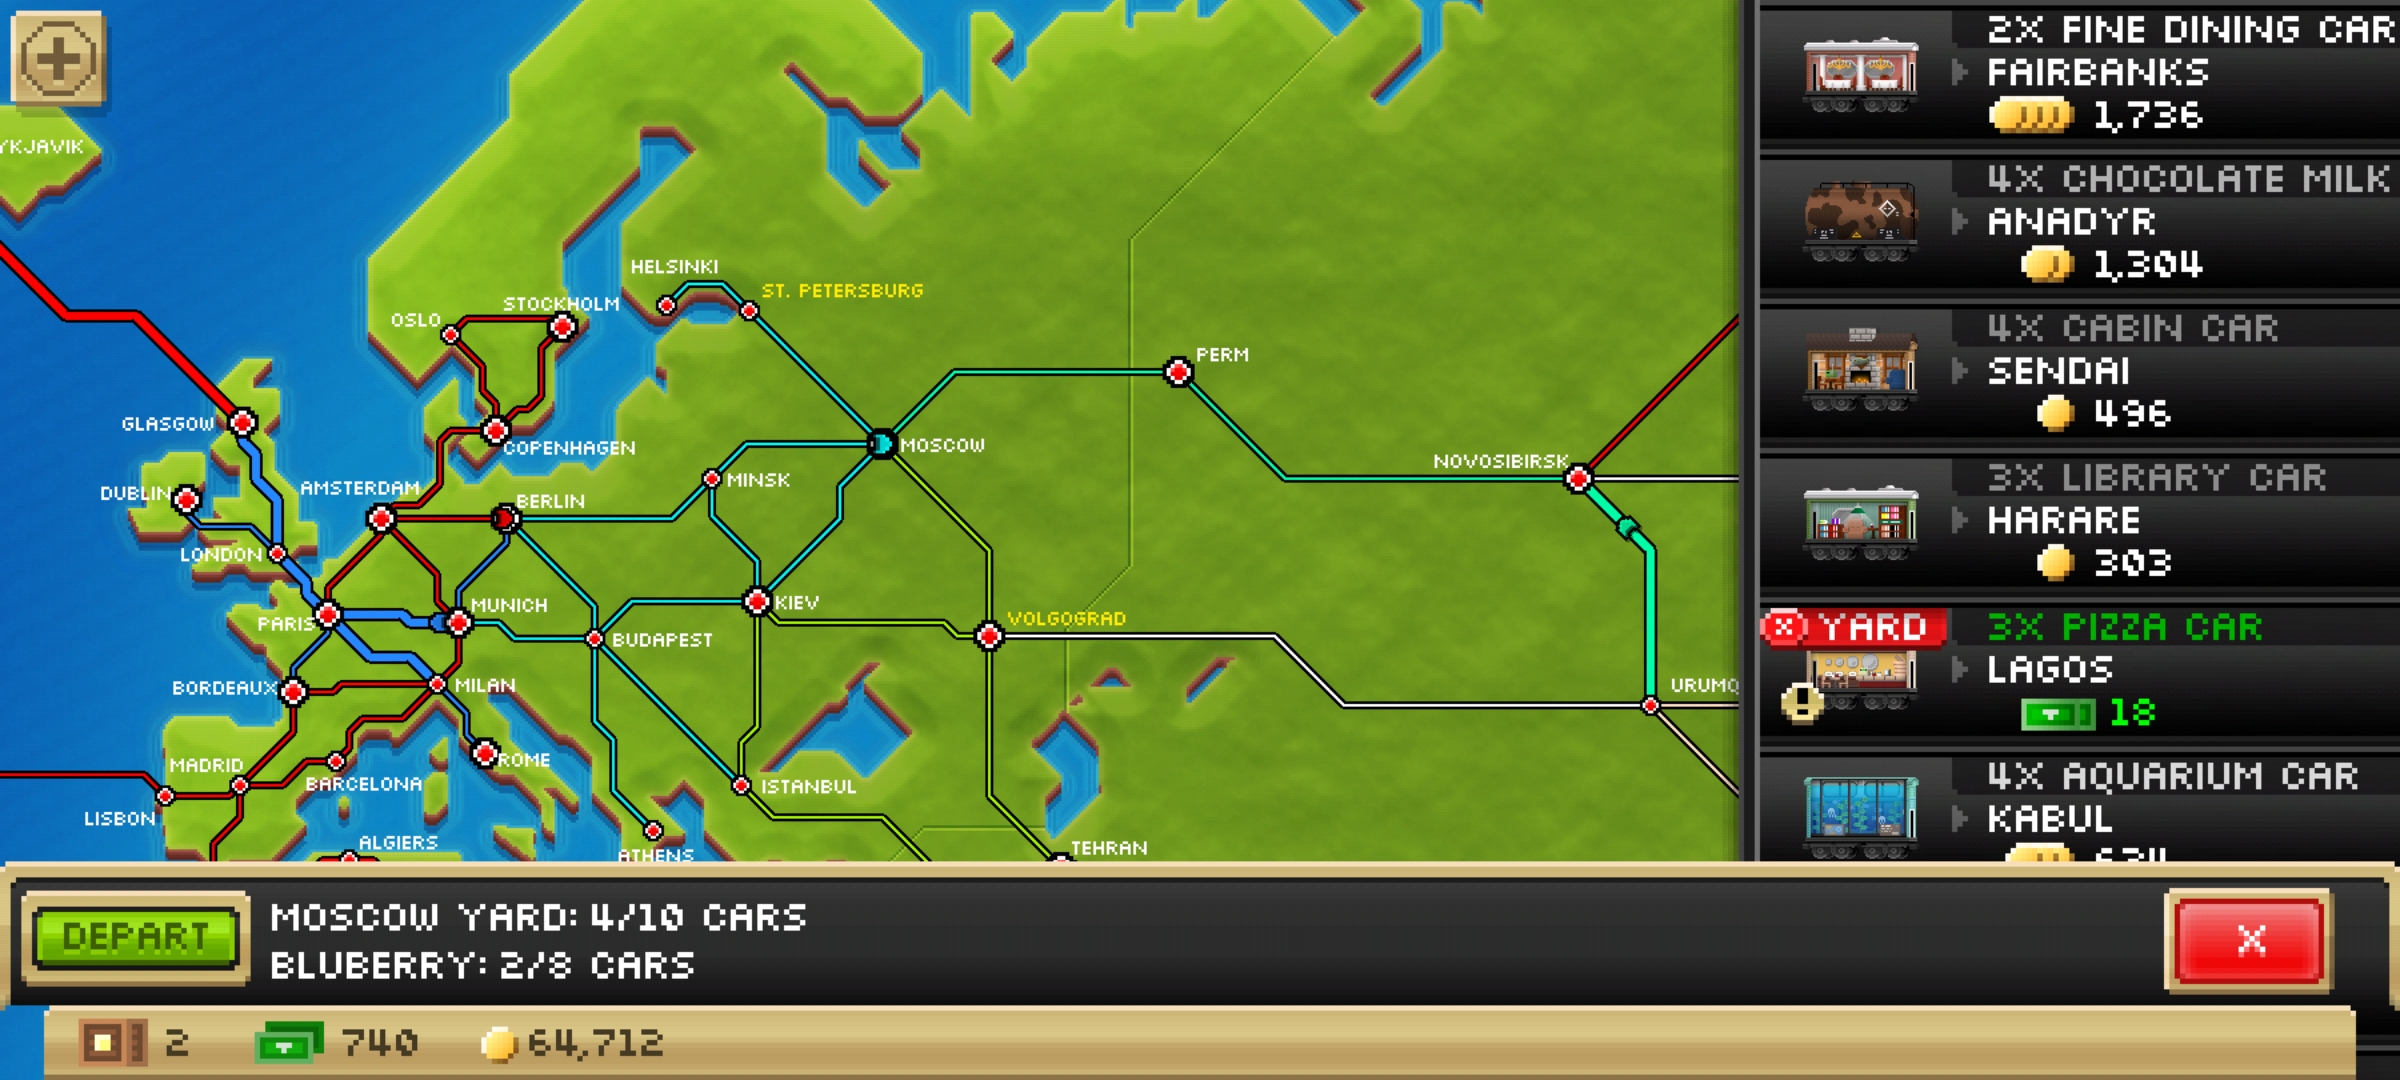 YKJAVIK
HELSINKI
ST. PETERSBURG
STOCKHOLM
OSLO
PERM
GLASGOW
COPENHAGEN
MOSCOW
NOVOSIBIRSK
MINSK
DUBLIN
AMSTERDAM
BERLIN
LONDON
MUNICH
KIEV
PARIS
VOLGOGRAD
BUDAPEST
BORDEAUX
MILAN
URUMQ
ROME
MADRID
BARCELONA
ISTANBUL
LISBON
ALGIERS
ATHENS
TEHRAN
2X FINE DINING CAR
FAIRBANKS
1,736
4X CHOCOLATE MILK
ANADYR
1,304
4X CABIN CAR
SENDAI
496
3X LIBRARY CAR
HARARE
303
X YARD
3X PIZZA CAR
LAGOS
18
4X AQUARIUM CAR
KABUL
DEPART
MOSCOW YARD: 4/10 CARS
BLUBERRY: 2/8 CARS
X
2
740
64,712